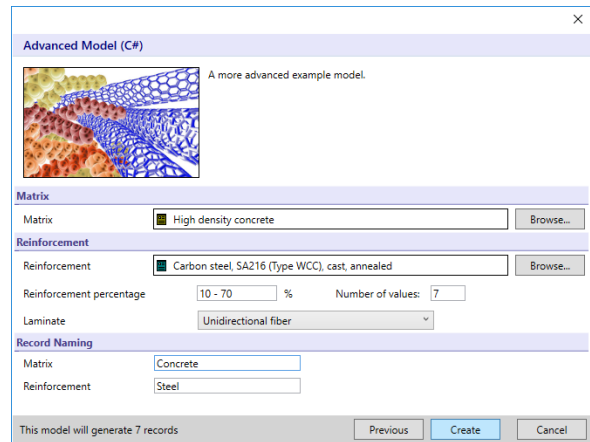 Advanced Model (C#)
A more advanced example model.
Matrix
Matrix High density concrete Browse...
Reinforcement
Reinforcement Carbon steel, SA216 (Type WCC), cast, annealed Browse...
Reinforcement percentage 10 - 70 % Number of values: 7
Laminate Unidirectional fiber
Record Naming
Matrix Concrete
Reinforcement Steel
This model will generate 7 records Previous Create Cancel